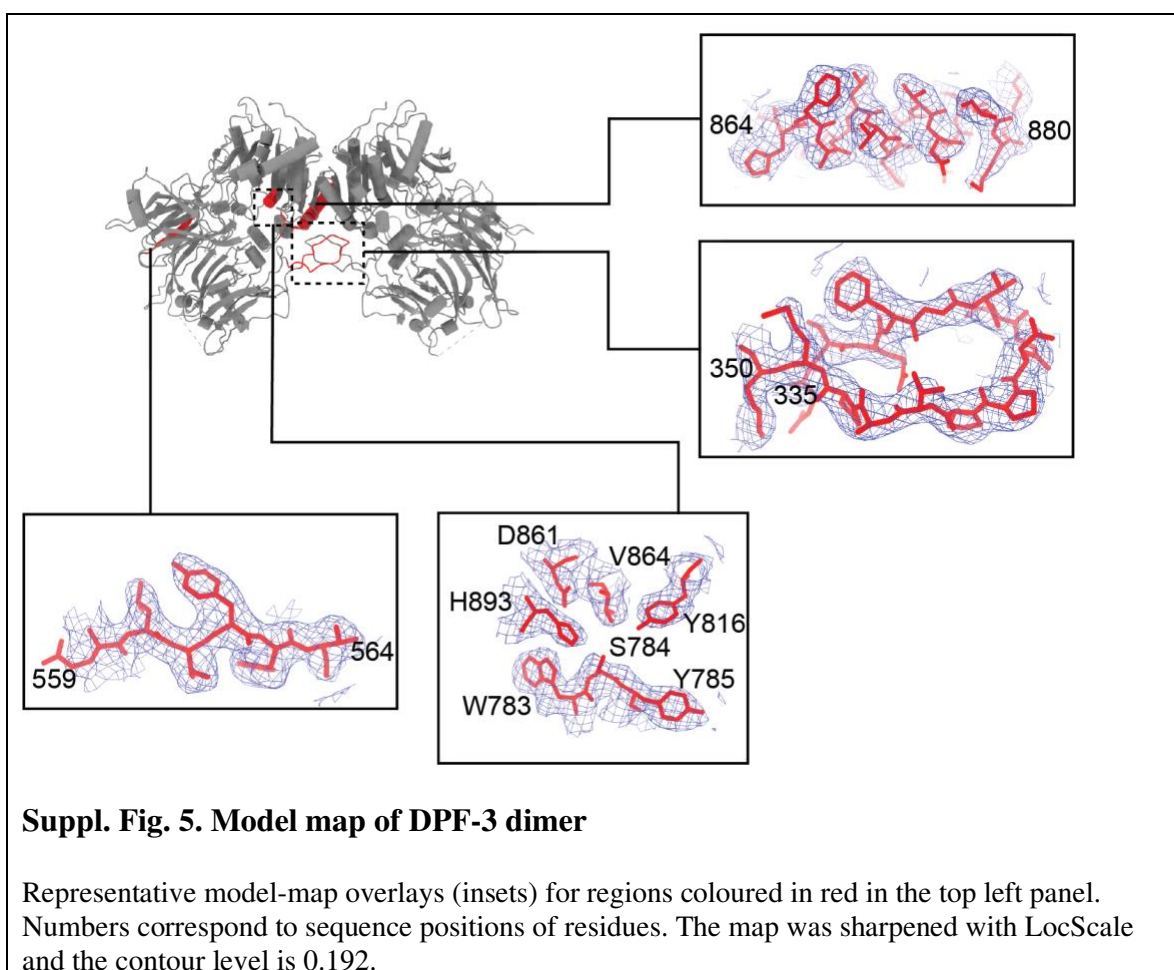 864
880
350
335
D861
V864
H893
Y816
S784
Y785
W783
559
564
Suppl. Fig. 5. Model map of DPF-3 dimer
Representative model-map overlays (insets) for regions coloured in red in the top left panel.
Numbers correspond to sequence positions of residues. The map was sharpened with LocScale
and the contour level is 0.192.